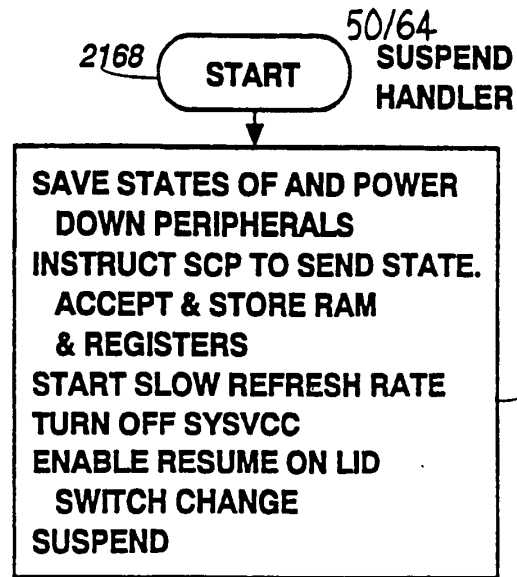 50/64
2168
START
SUSPEND
HANDLER
SAVE STATES OF AND POWER
DOWN PERIPHERALS
INSTRUCT SCP TO SEND STATE.
ACCEPT & STORE RAM
& REGISTERS
START SLOW REFRESH RATE
TURN OFF SYSVCC
ENABLE RESUME ON LID
SWITCH CHANGE
SUSPEND